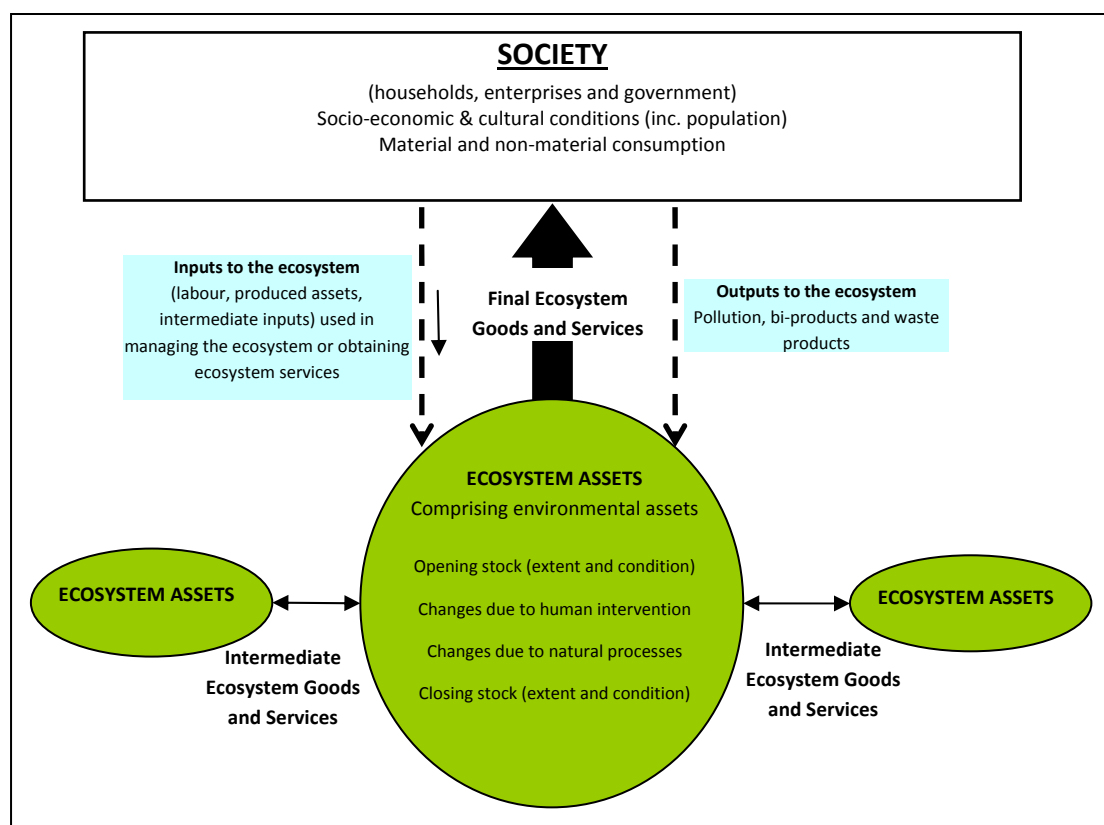 SOCIETY
(households, enterprises and government)
Socio-economic & cultural conditions (inc. population)
Material and non-material consumption
Inputs to the ecosystem
(labour, produced assets,
intermediate inputs) used in
managing the ecosystem or obtaining
ecosystem services
Final Ecosystem
Goods and Services
Outputs to the ecosystem
Pollution, bi-products and waste
products
ECOSYSTEM ASSETS
Comprising environmental assets
Opening stock (extent and condition)
Changes due to human intervention
Changes due to natural processes
Closing stock (extent and condition)
ECOSYSTEM ASSETS
Intermediate
Ecosystem Goods
and Services
ECOSYSTEM ASSETS
Intermediate
Ecosystem Goods
and Services